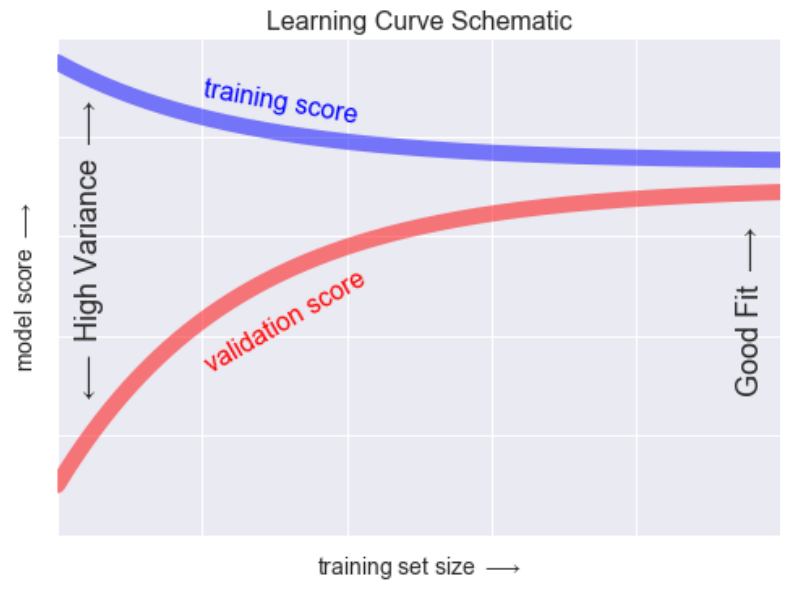 Learning Curve Schematic
training score
← High Variance →
model score →
validation score
Good Fit →
training set size →